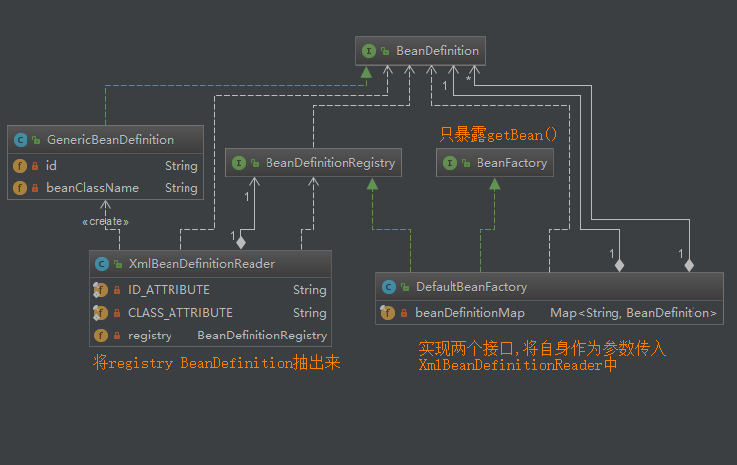 BeanDefinition
1
*
只暴露getBean()
GenericBeanDefinition
id String
beanClassName String
BeanDefinitionRegistry
BeanFactory
«create»
1
1
1
1
XmlBeanDefinitionReader
ID_ATTRIBUTE String
CLASS_ATTRIBUTE String
registry BeanDefinitionRegistry
DefaultBeanFactory
beanDefinitionMap Map<String, BeanDefinition>
将registry BeanDefinition抽出来
实现两个接口,将自身作为参数传入
XmlBeanDefinitionReader中